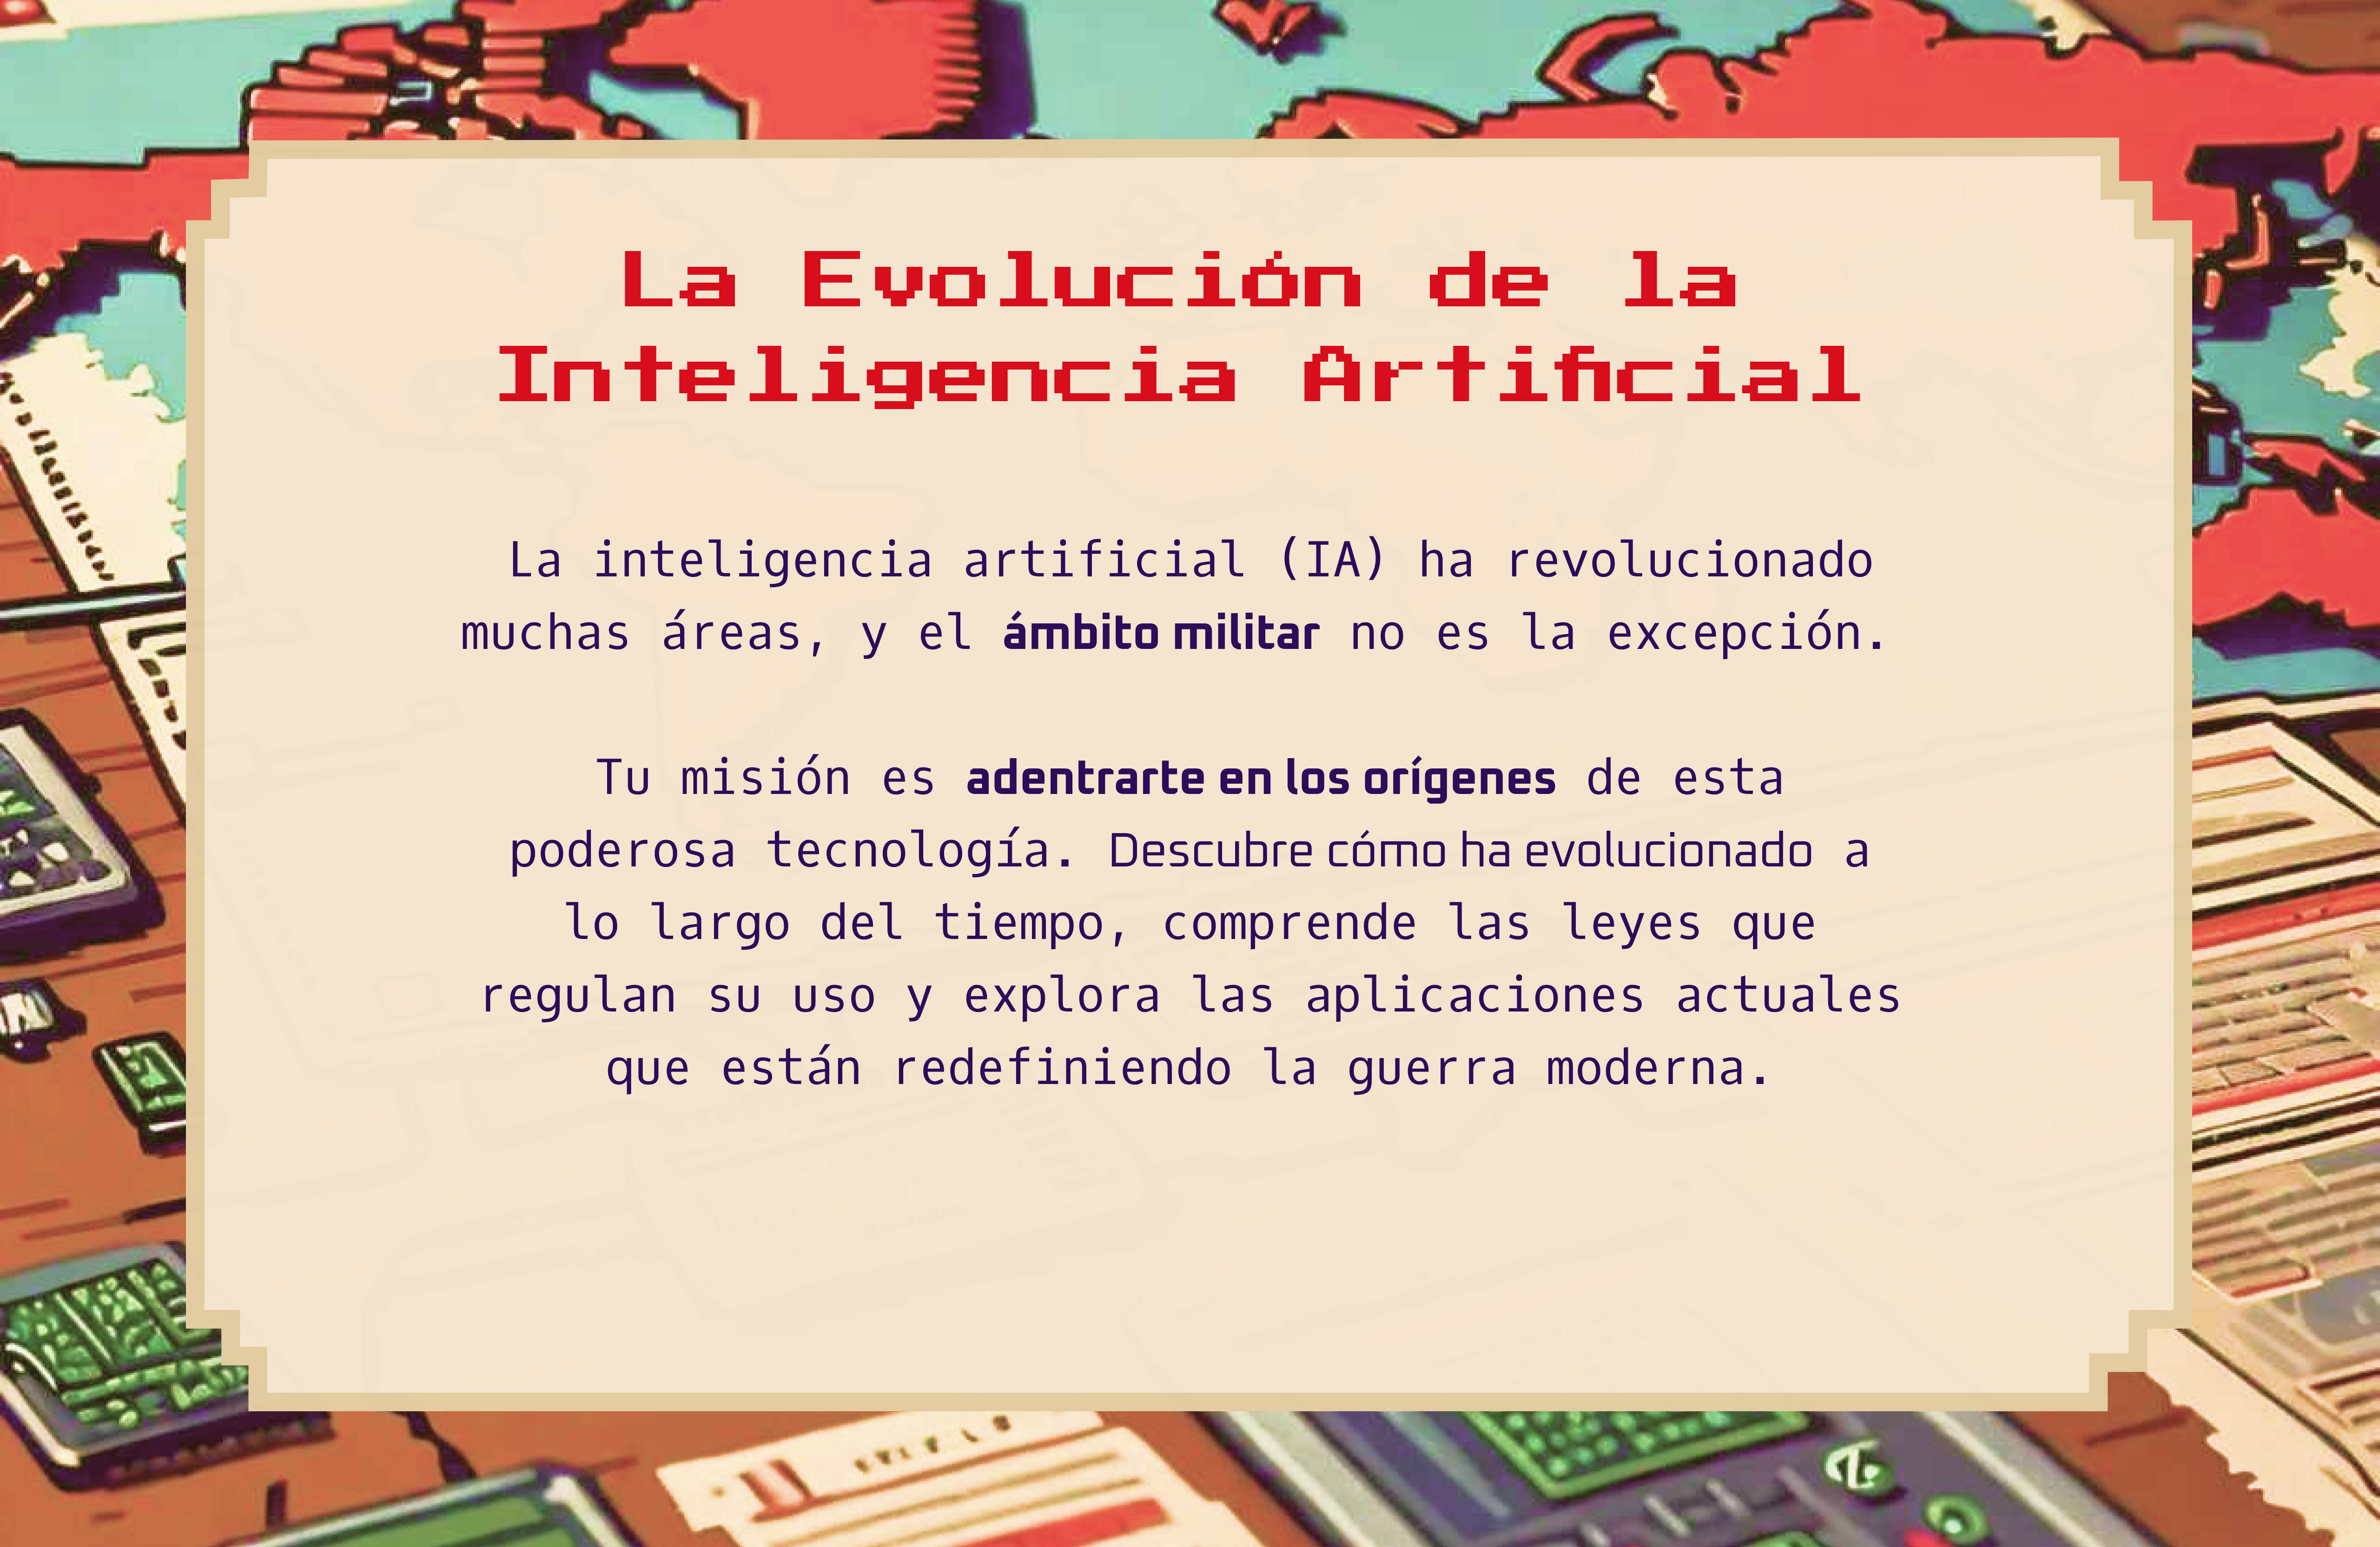 La Evolución de la
Inteligencia Artificial
La inteligencia artificial (IA) ha revolucionado
muchas áreas, y el ámbito militar no es la excepción.
Tu misión es adentrarte en los orígenes de esta
poderosa tecnología. Descubre cómo ha evolucionado a
lo largo del tiempo, comprende las leyes que
regulan su uso y explora las aplicaciones actuales
que están redefiniendo la guerra moderna.